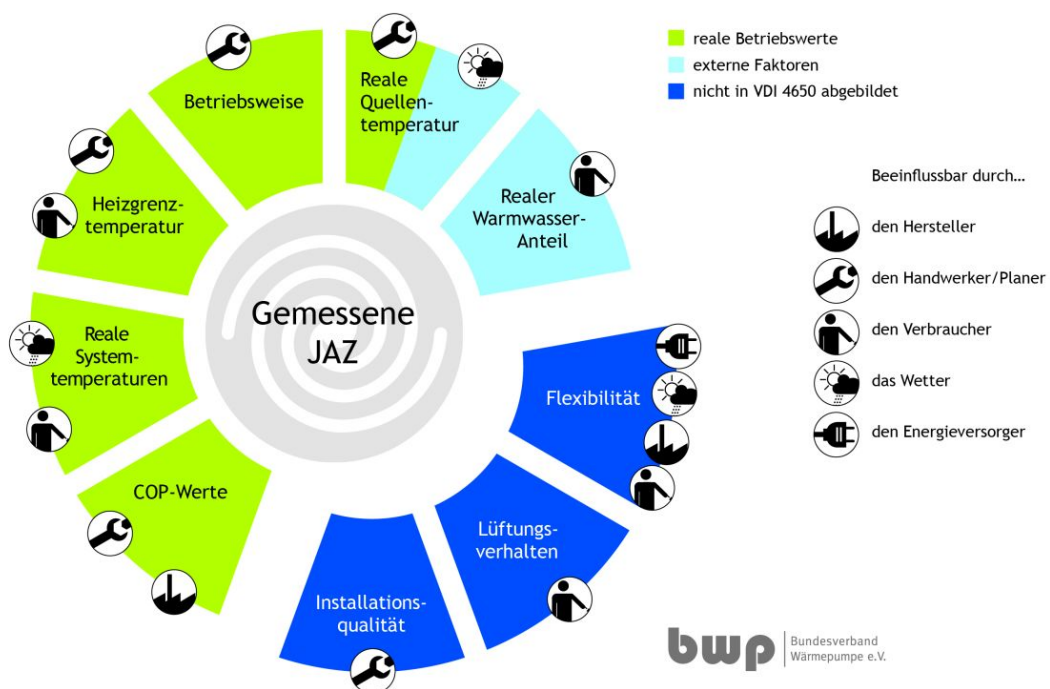 reale Betriebswerte
externe Faktoren
nicht in VDI 4650 abgebildet
Betriebsweise
Reale
Quellen-
temperatur
Realer
Warmwasser-
Anteil
Heizgrenz-
temperatur
Reale
System-
temperaturen
COP-Werte
Gemessene
JAZ
Flexibilität
Lüftungs-
verhalten
Installations-
qualität
Beeinflussbar durch...
den Hersteller
den Handwerker/Planer
den Verbraucher
das Wetter
den Energieversorger
bwp
Bundesverband
Wärmepumpe e.V.